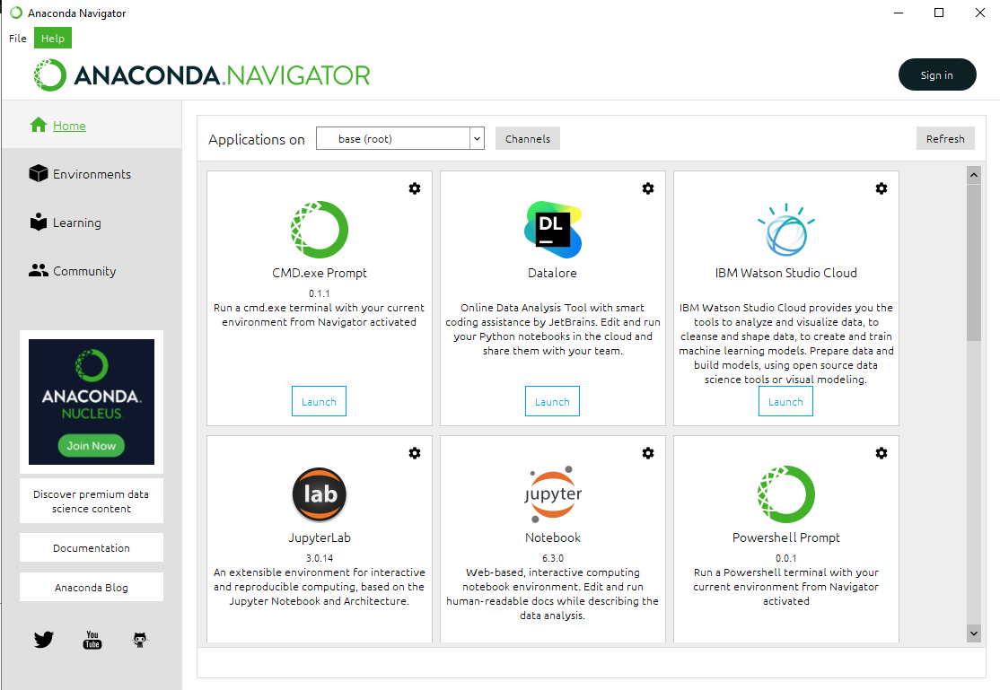 Anaconda Navigator
File Help
ANACONDA.NAVIGATOR
Sign in
Home
Environments
Learning
Community
ANACONDA.
NUCLEUS
Join Now
Discover premium data
science content
Documentation
Anaconda Blog
You
Tube
Applications on base (root) Channels Refresh
CMD.exe Prompt
0.1.1
Run a cmd.exe terminal with your current
environment from Navigator activated
Launch
DL
Datalore
Online Data Analysis Tool with smart
coding assistance by JetBrains. Edit and run
your Python notebooks in the cloud and
share them with your team.
Launch
IBM Watson Studio Cloud
IBM Watson Studio Cloud provides you the
tools to analyze and visualize data, to
cleanse and shape data, to create and train
machine learning models. Prepare data and
build models, using open source data
science tools or visual modeling.
Launch
lab
JupyterLab
3.0.14
An extensible environment for interactive
and reproducible computing, based on the
Jupyter Notebook and Architecture.
jupyter
Notebook
6.3.0
Web-based, interactive computing
notebook environment. Edit and run
human-readable docs while describing the
data analysis.
Powershell Prompt
0.0.1
Run a Powershell terminal with your
current environment from Navigator
activated